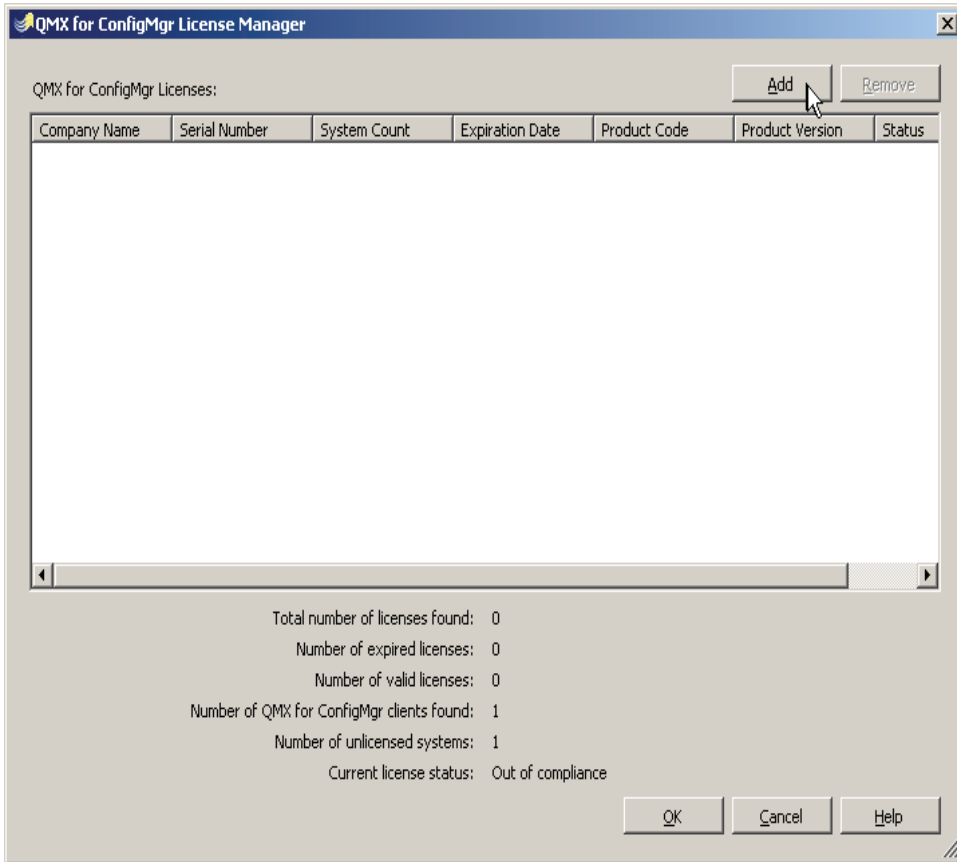 QMX for ConfigMgr License Manager
QMX for ConfigMgr Licenses:
Add
Remove
Company Name Serial Number System Count Expiration Date Product Code Product Version Status
Total number of licenses found: 0
Number of expired licenses: 0
Number of valid licenses: 0
Number of QMX for ConfigMgr clients found: 1
Number of unlicensed systems: 1
Current license status: Out of compliance
OK Cancel Help